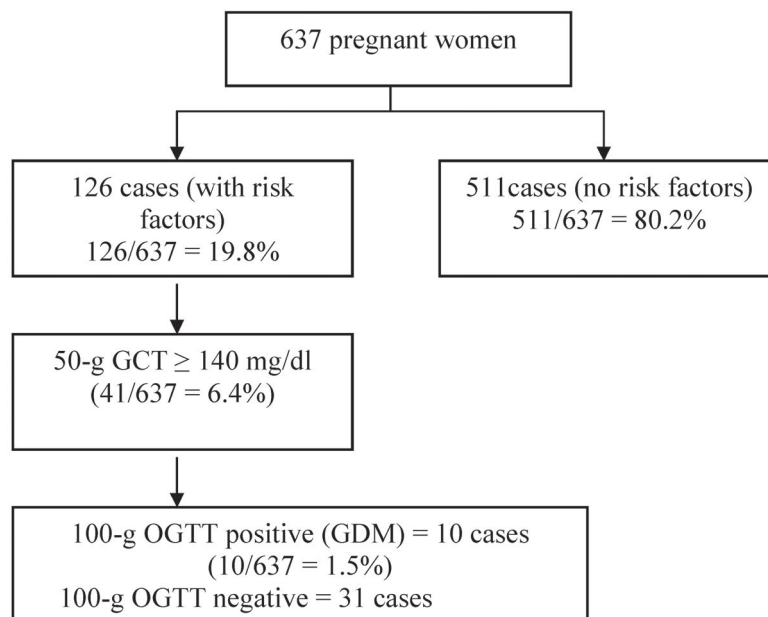 637 pregnant women
126 cases (with risk
factors)
126/637 = 19.8%
511cases (no risk factors)
511/637 = 80.2%
50-g GCT ≥ 140 mg/dl
(41/637 = 6.4%)
100-g OGTT positive (GDM) = 10 cases
(10/637 = 1.5%)
100-g OGTT negative = 31 cases